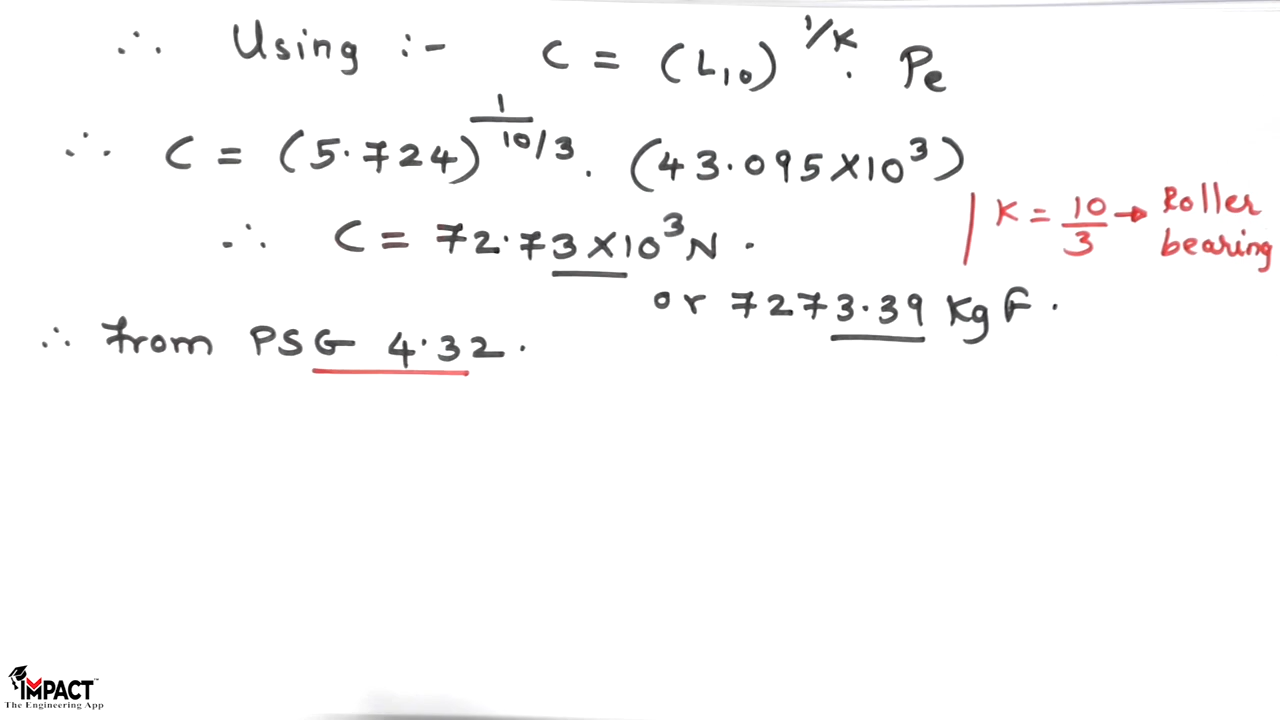 ∴ Using :- C = (L₁₀)^1/K . Pe
∴ C = (5.724)^1/10/3 . (43.095×10³)
| K = 10/3 → Roller bearing
∴ C = 72.73×10³ N .
or 7273.39 Kgf .
∴ from PSG 4.32 .
IMPACT
The Engineering App